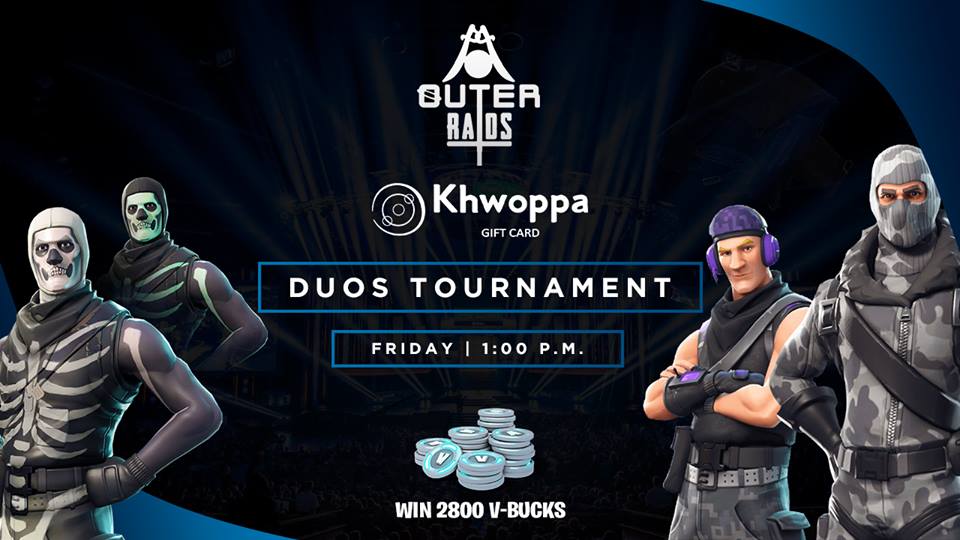 OUTER
RAIDS
Khwoppa
GIFT CARD
DUOS TOURNAMENT
FRIDAY | 1:00 P.M.
WIN 2800 V-BUCKS